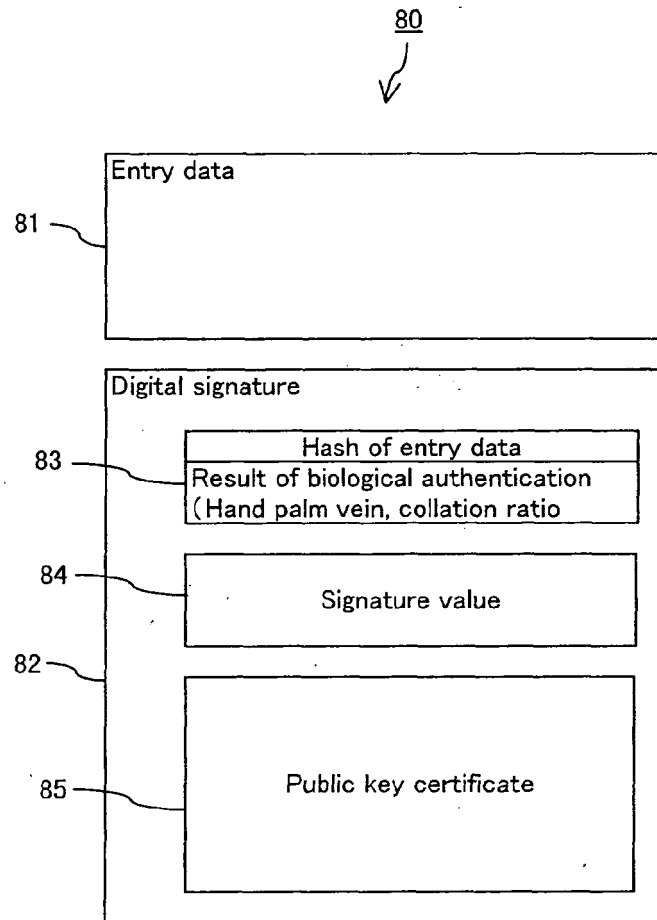 80
Entry data
81
Digital signature
Hash of entry data
83
Result of biological authentication
(Hand palm vein, collation ratio
84
Signature value
82
Public key certificate
85